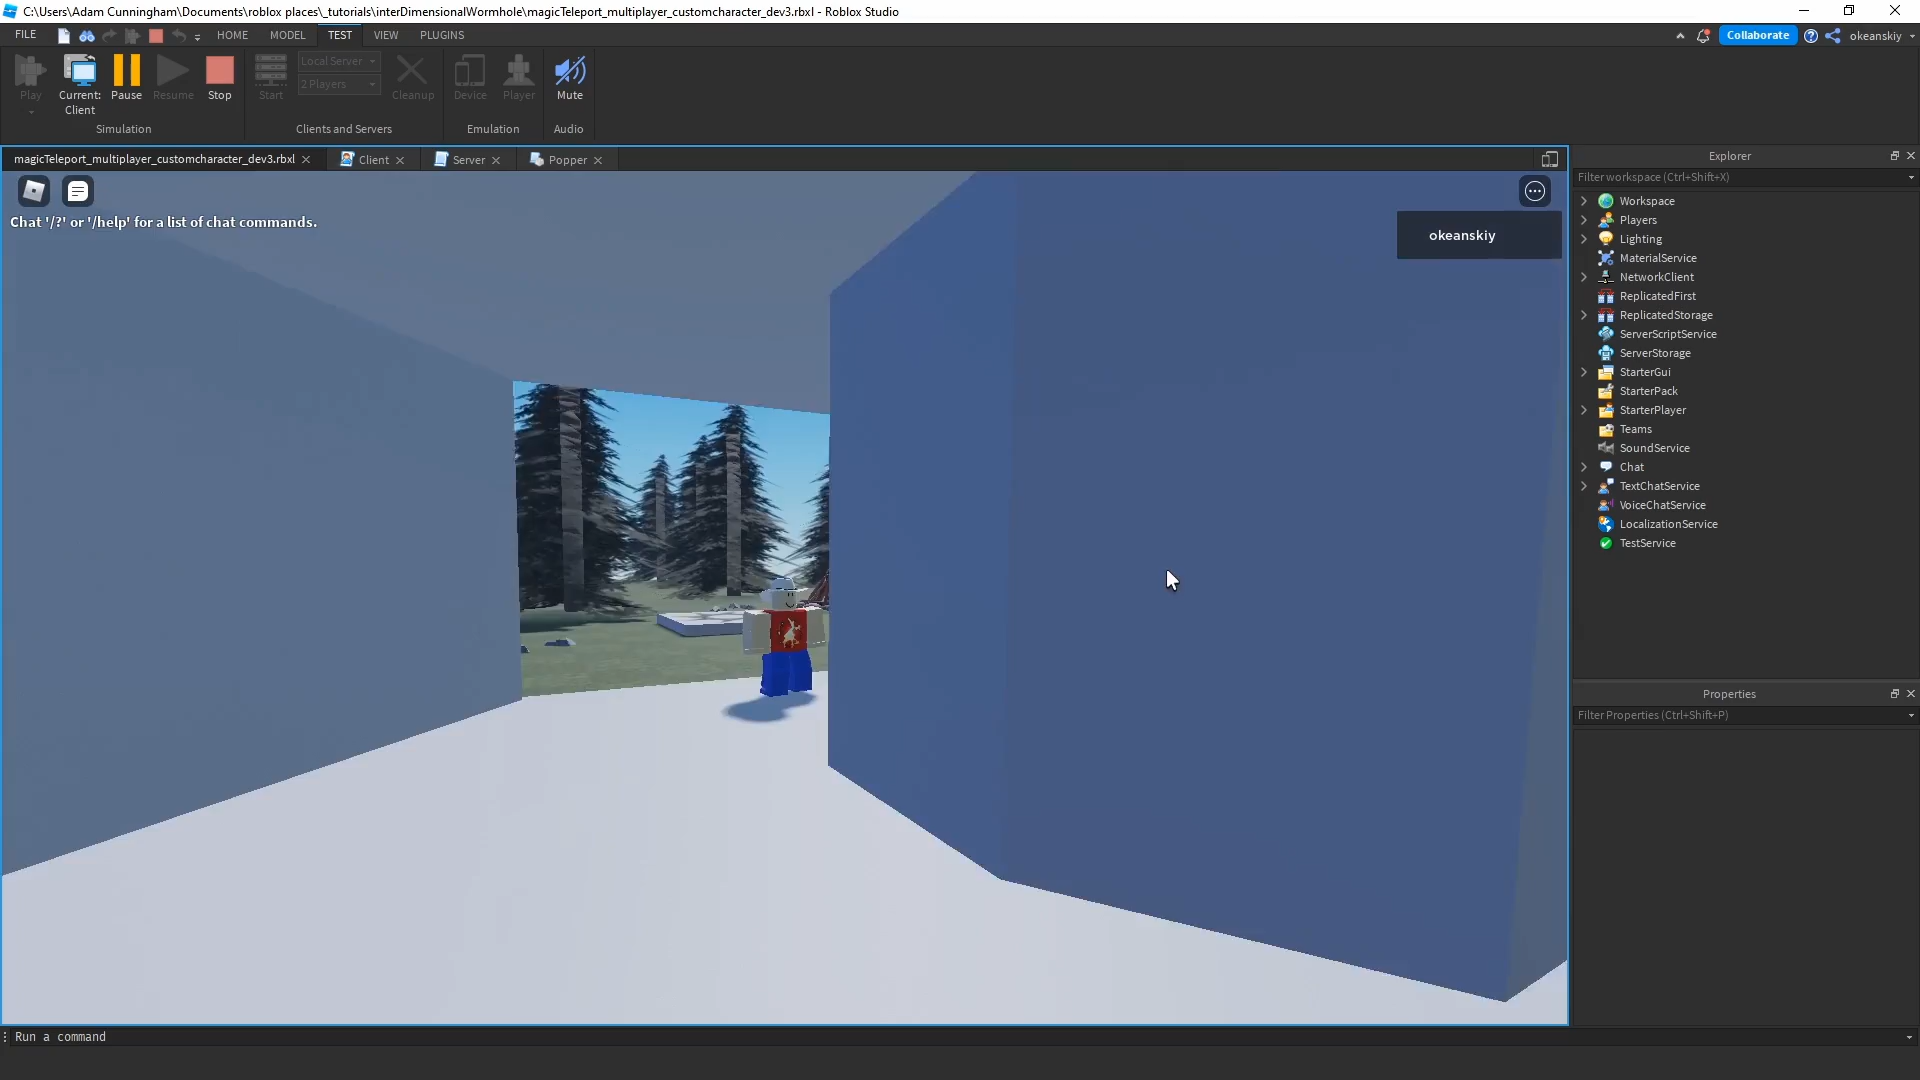 C:\Users\Adam Cunningham\Documents\roblox places\_tutorials\interDimensionalWormhole\magicTeleport_multiplayer_customcharacter_dev3.rbxl - Roblox Studio
FILE HOME MODEL TEST VIEW PLUGINS Collaborate okeanskiy
Local Server
2 Players
Play Current: Client Pause Resume Stop Start Cleanup Device Player Mute
Simulation Clients and Servers Emulation Audio
magicTeleport_multiplayer_customcharacter_dev3.rbxl Client Server Popper
Chat '/?' or '/help' for a list of chat commands.
okeanskiy
Explorer
Filter workspace (Ctrl+Shift+X)
Workspace
Players
Lighting
MaterialService
NetworkClient
ReplicatedFirst
ReplicatedStorage
ServerScriptService
ServerStorage
StarterGui
StarterPack
StarterPlayer
Teams
SoundService
Chat
TextChatService
VoiceChatService
LocalizationService
TestService
Properties
Filter Properties (Ctrl+Shift+P)
Run a command